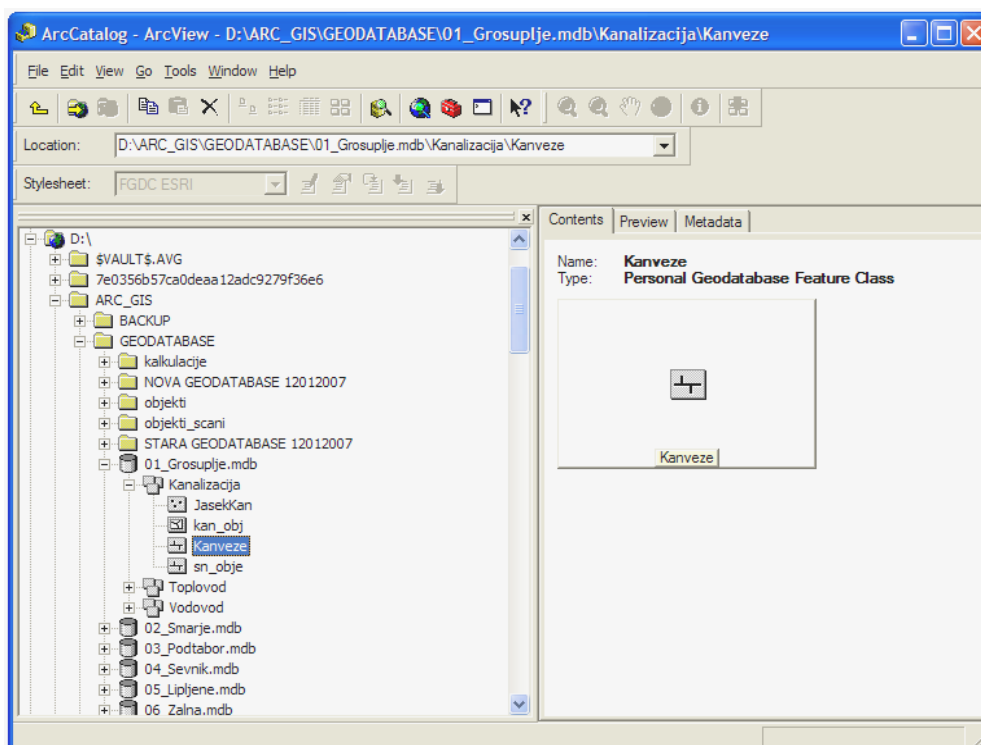 ArcCatalog - ArcView - D:\ARC_GIS\GEODATABASE\01_Grosuplje.mdb\Kanalizacija\Kanveze
File Edit View Go Tools Window Help
Location: D:\ARC_GIS\GEODATABASE\01_Grosuplje.mdb\Kanalizacija\Kanveze
Stylesheet: FGDC ESRI
Contents Preview Metadata
Name: Kanveze
Type: Personal Geodatabase Feature Class
Kanveze
D:\
$VAULT$.AVG
7e0356b57ca0deaa12adc9279f36e6
ARC_GIS
BACKUP
GEODATABASE
kalkulacije
NOVA GEODATABASE 12012007
objekti
objekti_scani
STARA GEODATABASE 12012007
01_Grosuplje.mdb
Kanalizacija
JasekKan
kan_obj
Kanveze
sn_obje
Toplovod
Vodovod
02_Smarje.mdb
03_Podtabor.mdb
04_Sevnik.mdb
05_Lipljene.mdb
06_Zalna.mdb